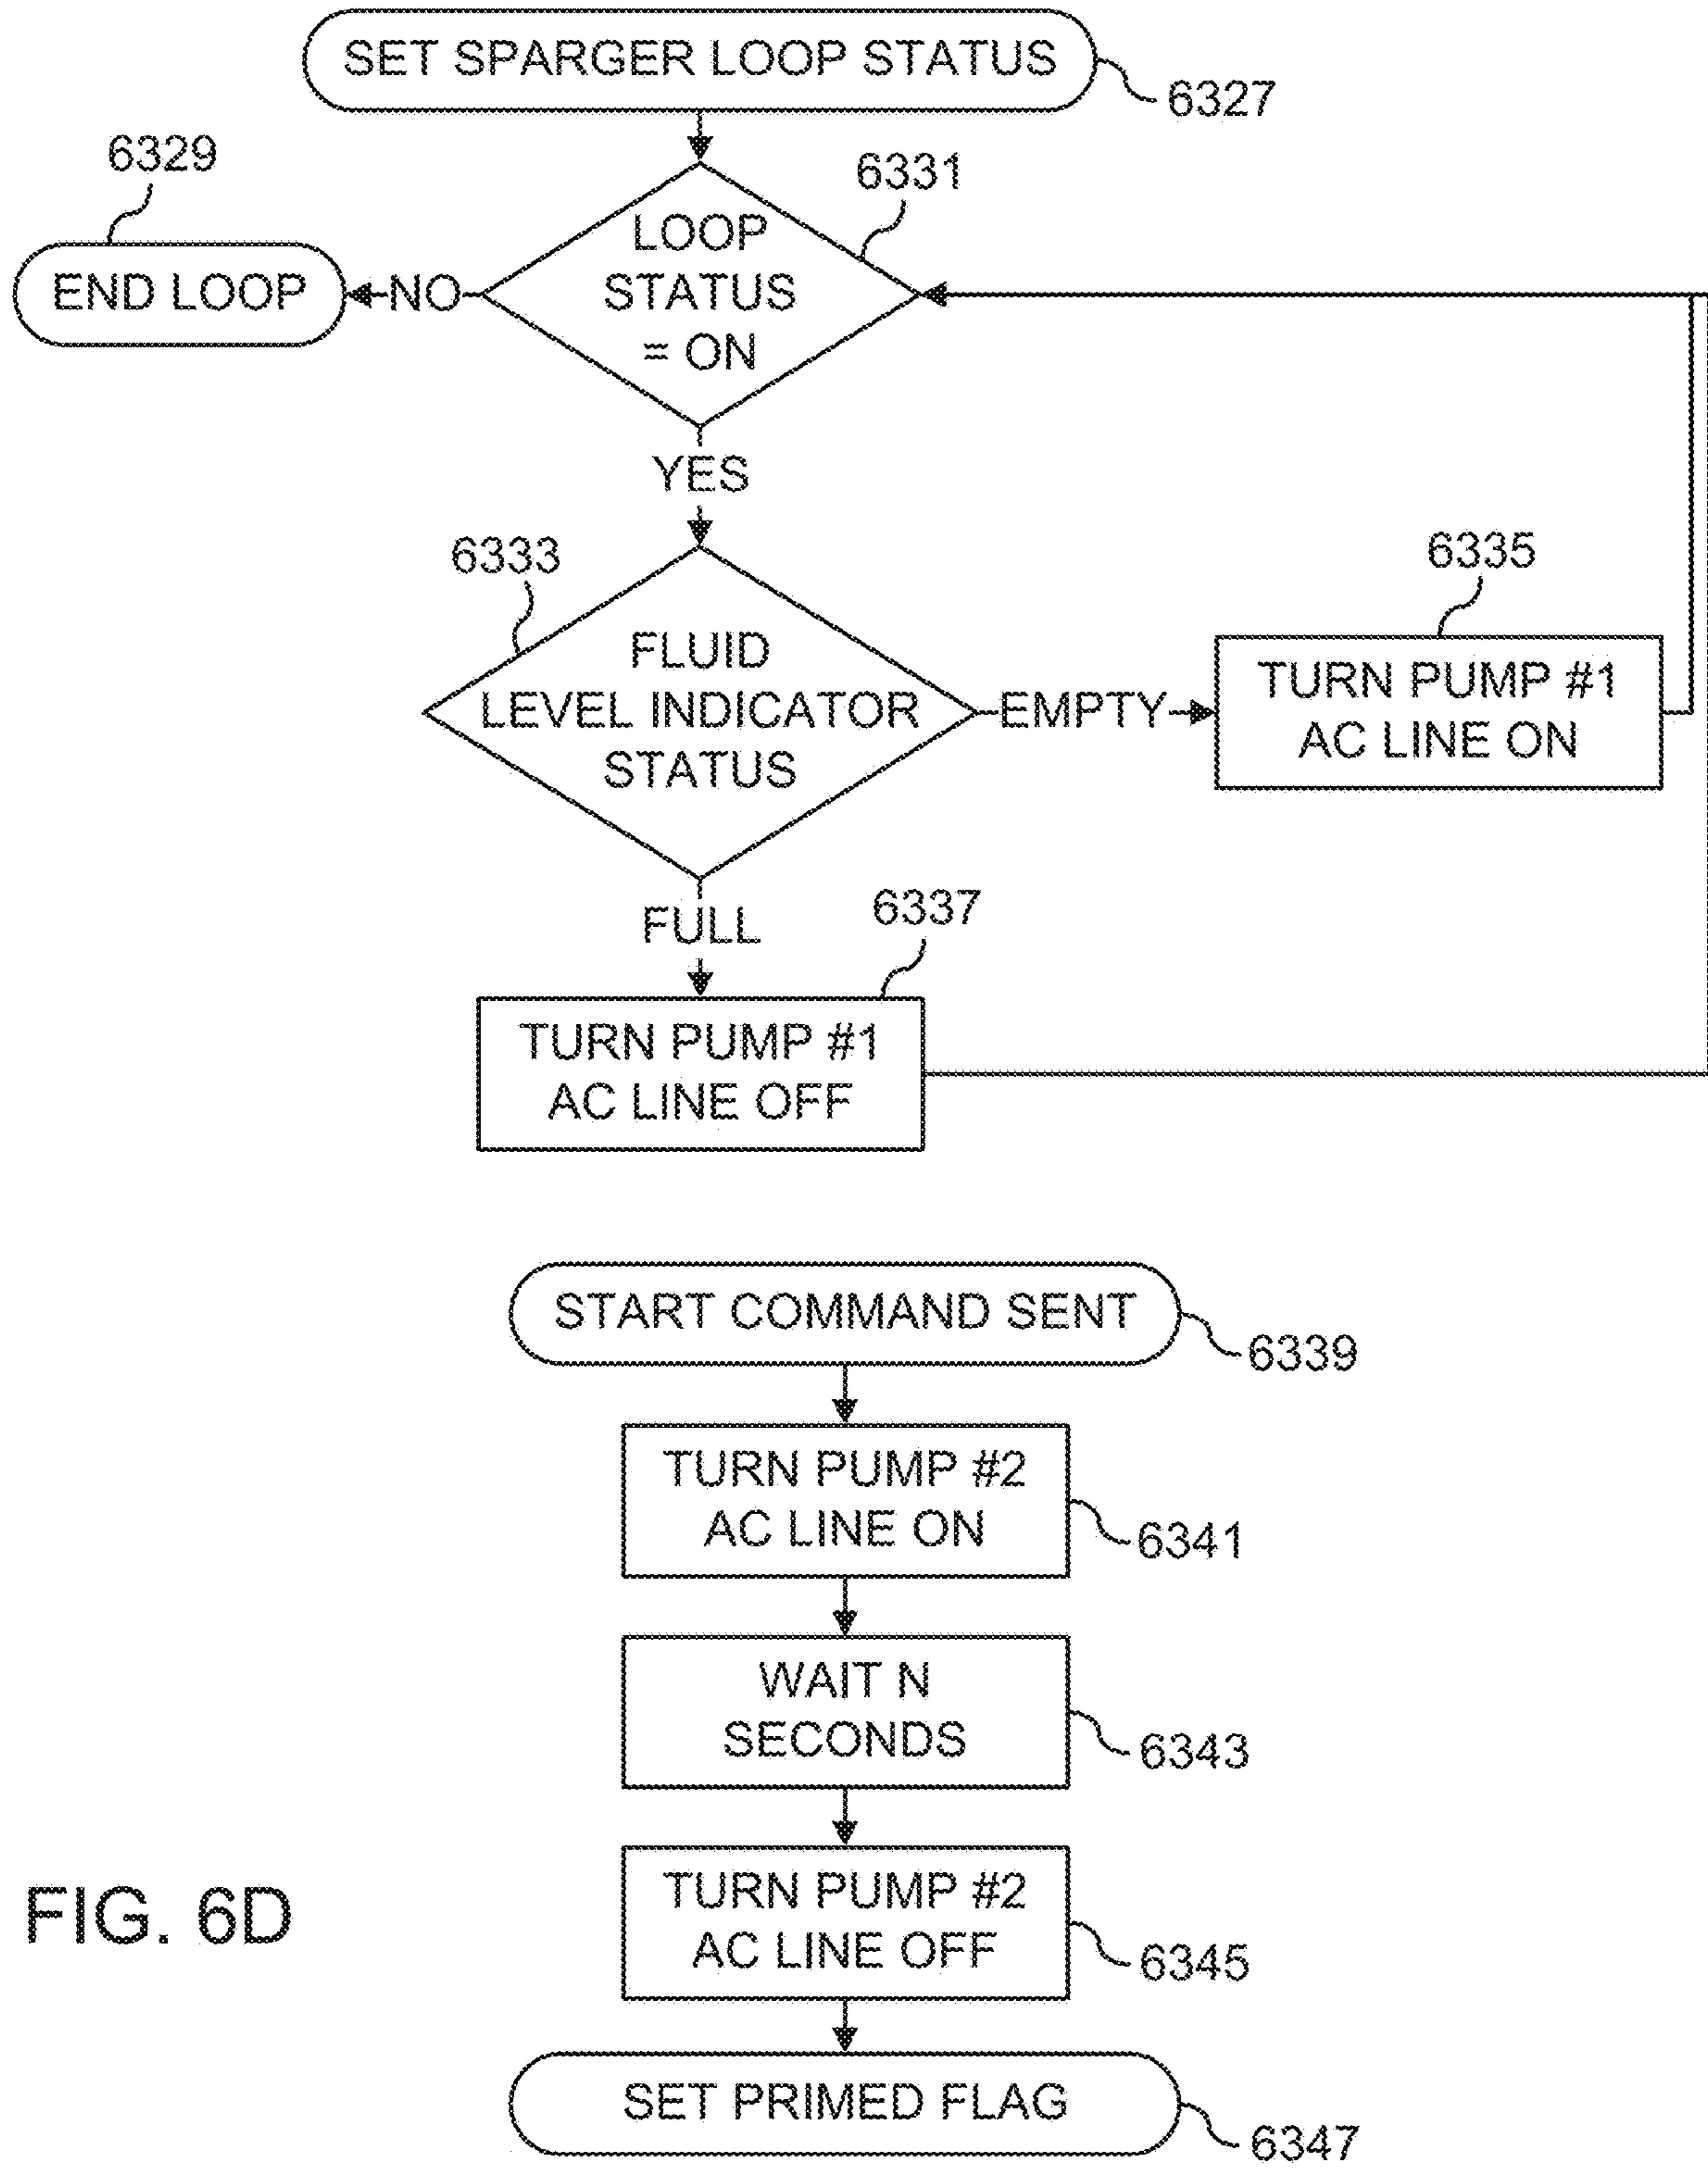 SET SPARGER LOOP STATUS
6327
6329
6331
LOOP
STATUS
= ON
END LOOP
NO
YES
6333
6335
FLUID
LEVEL INDICATOR
STATUS
EMPTY
TURN PUMP #1
AC LINE ON
FULL
6337
TURN PUMP #1
AC LINE OFF
START COMMAND SENT
6339
TURN PUMP #2
AC LINE ON
6341
WAIT N
SECONDS
6343
TURN PUMP #2
AC LINE OFF
6345
FIG. 6D
SET PRIMED FLAG
6347